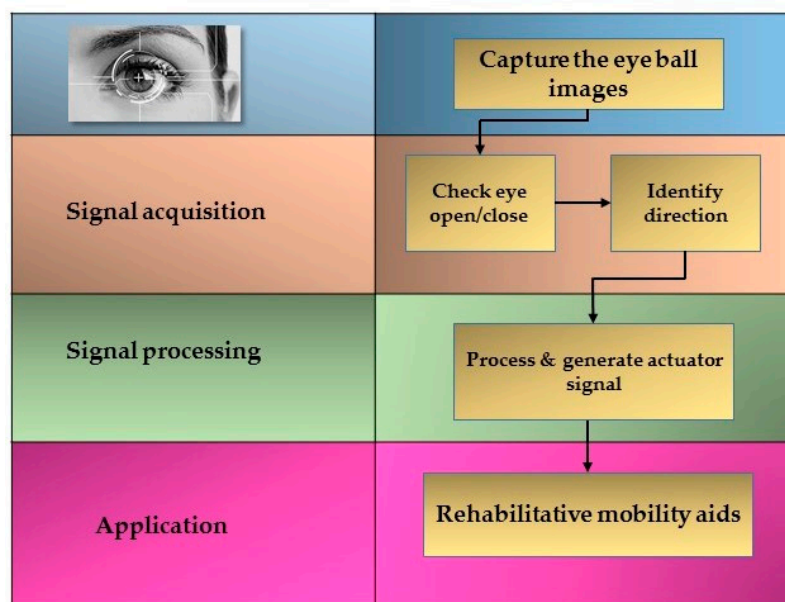 Capture the eye ball
images
Signal acquisition
Check eye
open/close
Identify
direction
Signal processing
Process & generate actuator
signal
Application
Rehabilitative mobility aids